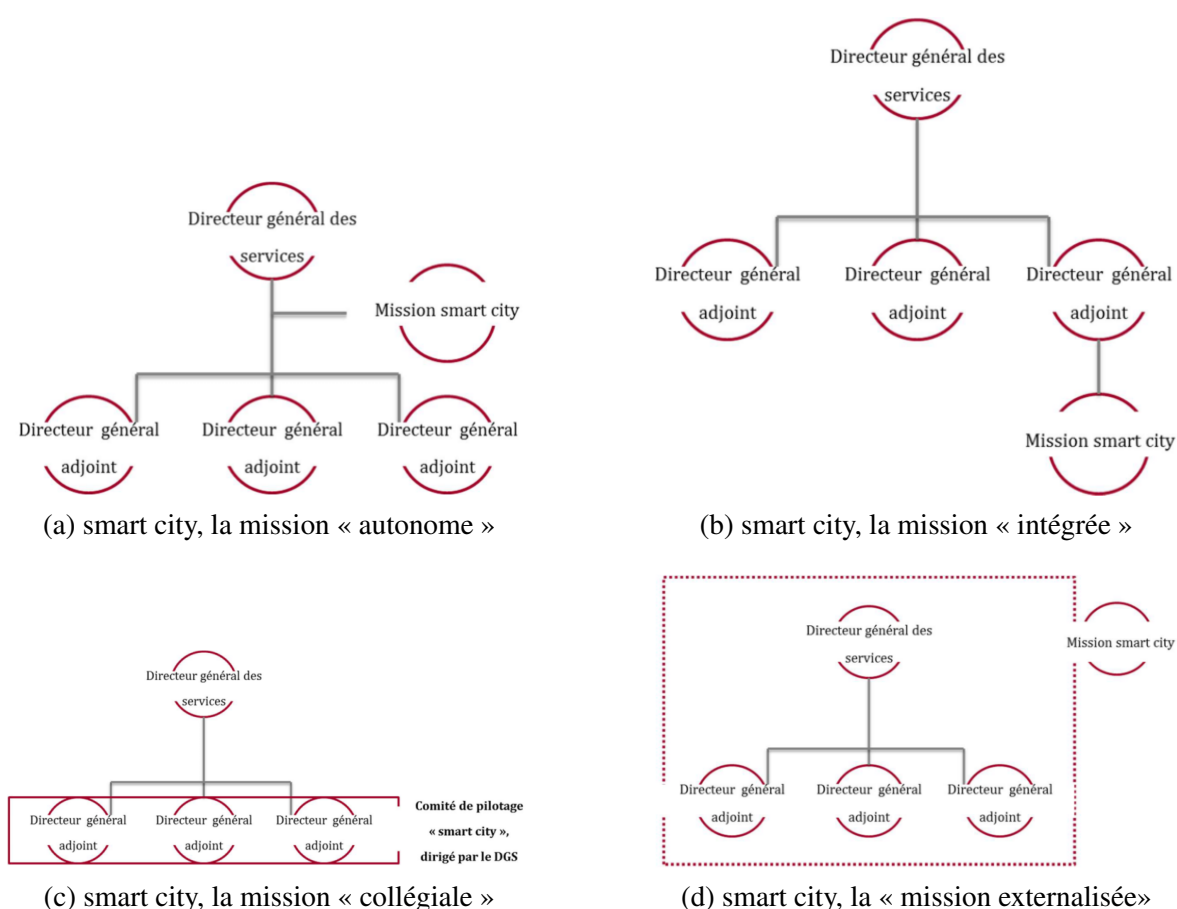 Directeur général des
services
Mission smart city
Directeur général
adjoint
Directeur général
adjoint
Directeur général
adjoint
(a) smart city, la mission « autonome »
Directeur général des
services
Directeur général
adjoint
Directeur général
adjoint
Directeur général
adjoint
Mission smart city
(b) smart city, la mission « intégrée »
Directeur général des
services
Directeur général
adjoint
Directeur général
adjoint
Directeur général
adjoint
Comité de pilotage
« smart city »,
dirigé par le DGS
(c) smart city, la mission « collégiale »
Directeur général des
services
Mission smart city
Directeur général
adjoint
Directeur général
adjoint
Directeur général
adjoint
(d) smart city, la « mission externalisée»